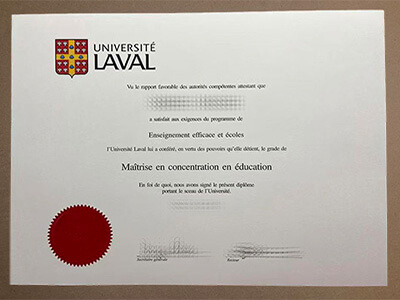 UNIVERSITÉ
LAVAL
Vu le rapport favorable des autorités compétentes attestant que
a satisfait aux exigences du programme de
Enseignement efficace et écoles
l'Université Laval lui a conféré, en vertu des pouvoirs qu'elle détient, le grade de
Maîtrise en concentration en éducation
En foi de quoi, nous avons signé le présent diplôme
portant le sceau de l'Université.
Secrétaire générale
Recteur